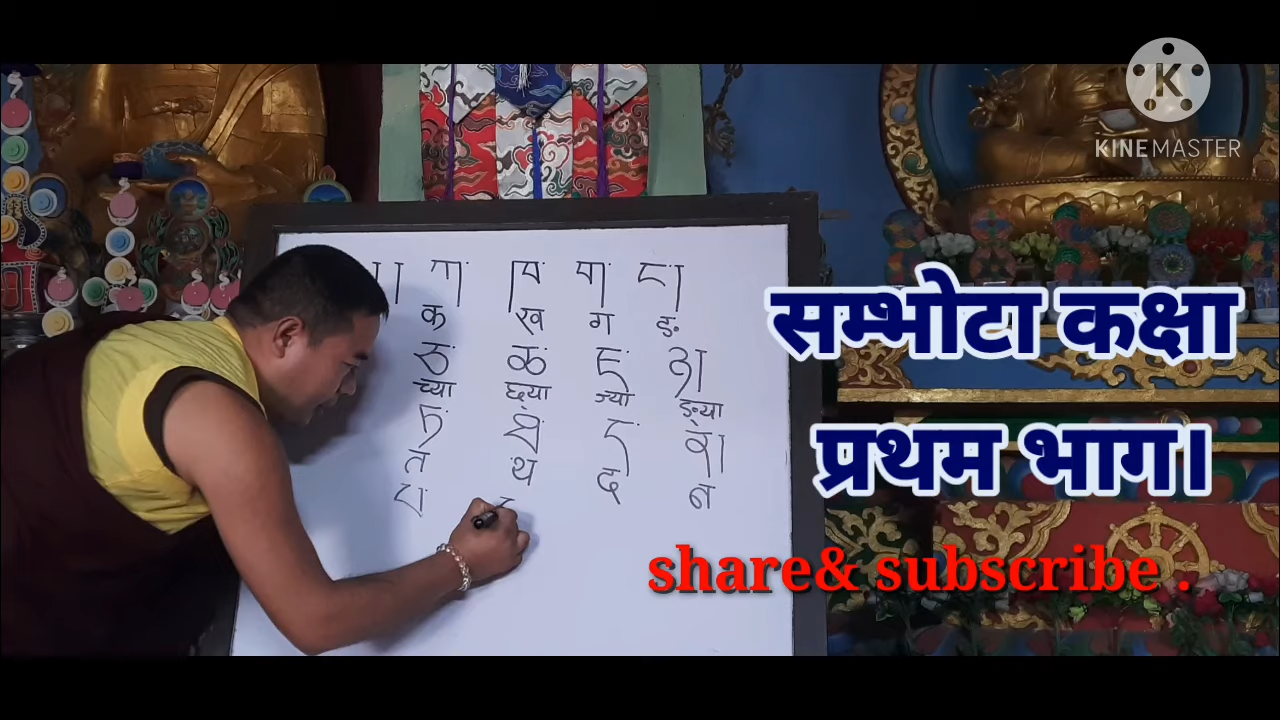 KINEMASTER
ཀ་ ཁ་ ག་ ང་།
क ख ग ङ
ཅ་ ཆ་ ཇ་ ཉ།
च्या छ्या ज्या ङ्या
ཏ་ ཐ་ ད་ ན།
त थ द न
པ
सम्भोटा कक्षा
प्रथम भाग।
share& subscribe .